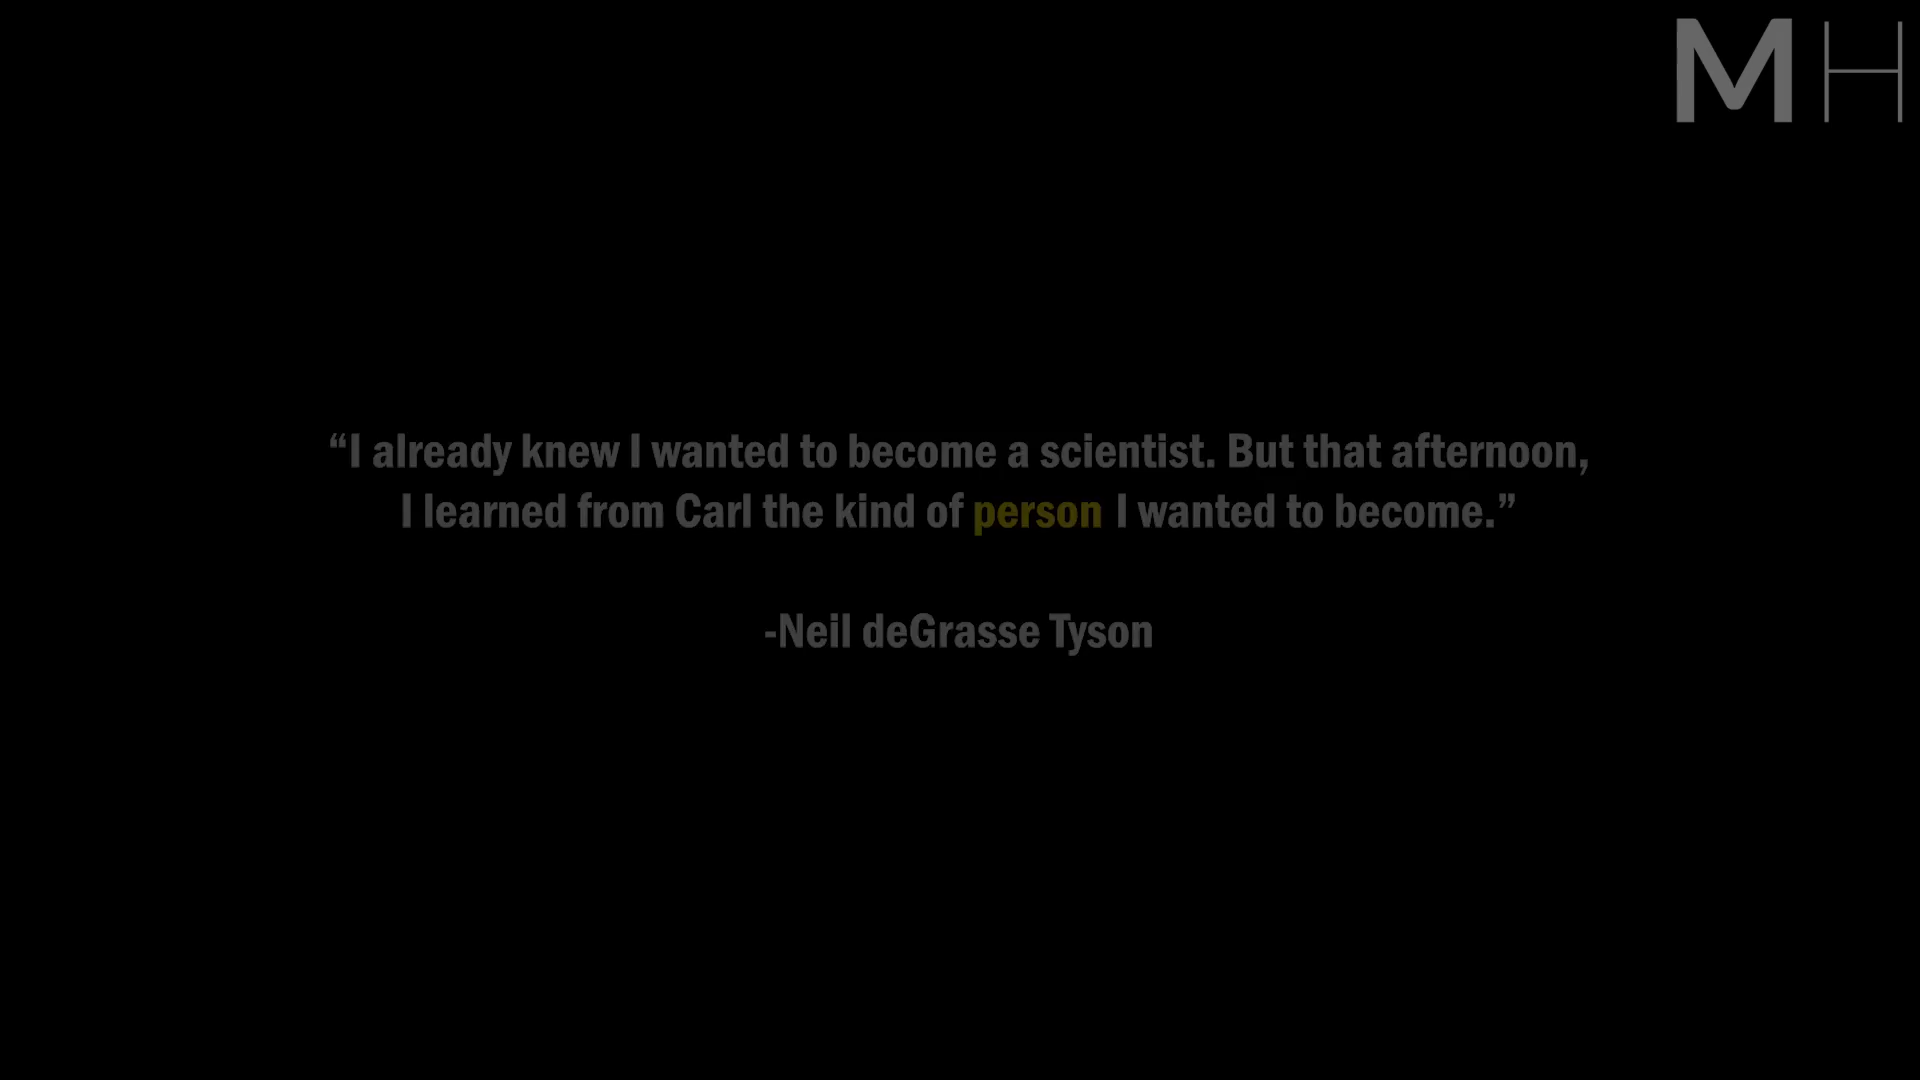 MH
“I already knew I wanted to become a scientist. But that afternoon,
I learned from Carl the kind of person I wanted to become.”
-Neil deGrasse Tyson